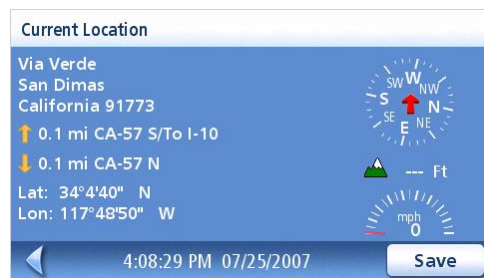 Current Location
Via Verde
San Dimas
California 91773
0.1 mi CA-57 S/To I-10
0.1 mi CA-57 N
Lat: 34°4'40" N
Lon: 117°48'50" W
W
NW
N
NE
E
SE
S
SW
--- Ft
mph
0
4:08:29 PM 07/25/2007
Save